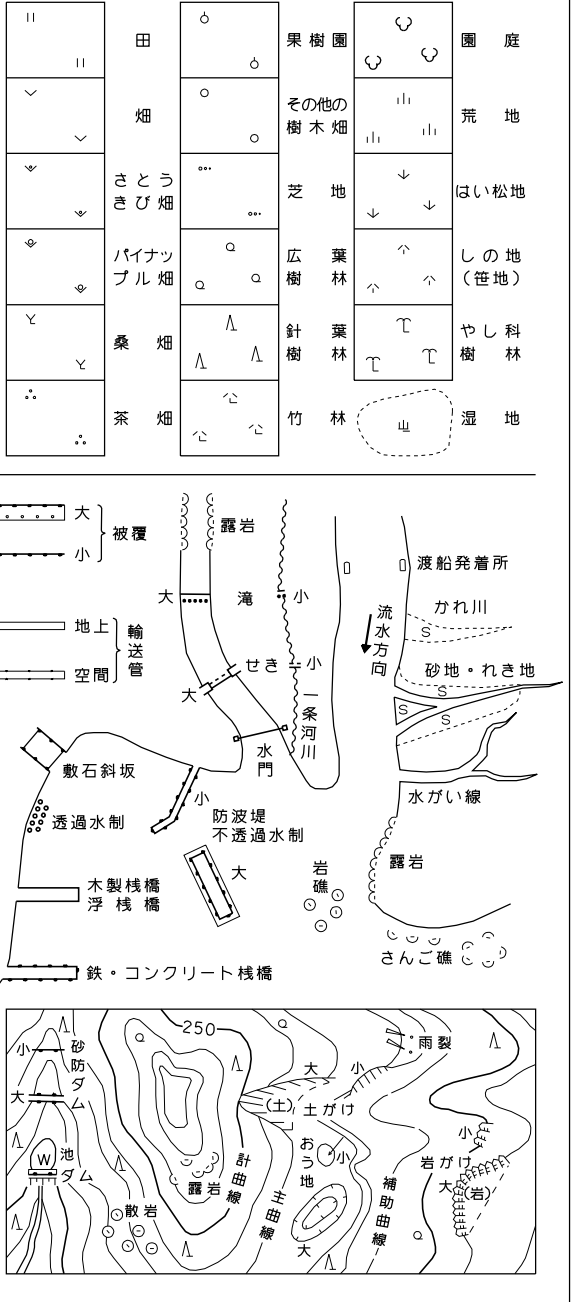 田
果樹園
園庭
畑
その他の
樹木畑
荒地
さとう
きび畑
芝地
はい松地
パイナッ
プル畑
広葉
樹林
しの地
（笹地）
桑畑
針葉
樹林
やし科
樹林
茶畑
竹林
湿地
大
小
被覆
地上
空間
輸送管
露岩
大
滝
小
せき
小
大
一条河川
水門
渡船発着所
流水方向
かれ川
S
砂地・れき地
S
S
S
水がい線
敷石斜坂
透過水制
小
防波堤
不透過水制
大
木製桟橋
浮桟橋
鉄・コンクリート桟橋
岩礁
露岩
さんご礁
小
砂防ダム
大
W
池
ダム
250
露岩
散岩
計曲線
主曲線
大
小
(土)
土がけ
雨裂
おう地
小
大
補助曲線
小
岩がけ
大
(岩)